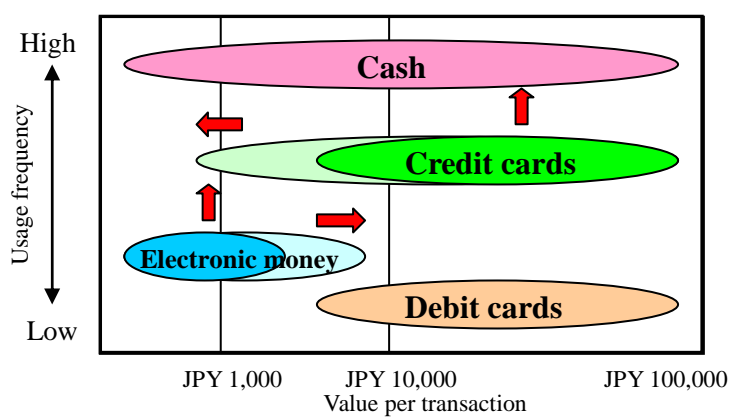 High
Cash
Credit cards
Usage frequency
Electronic money
Debit cards
Low
JPY 1,000
JPY 10,000
JPY 100,000
Value per transaction